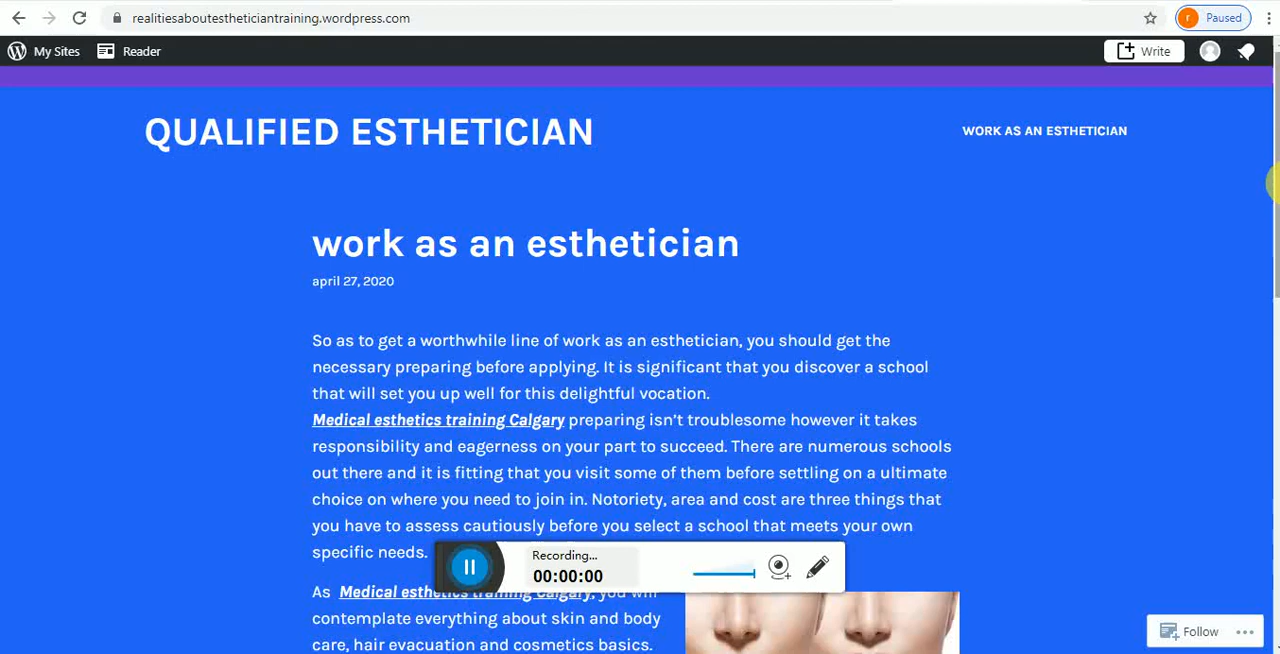 realitiesaboutestheticiantraining.wordpress.com
r Paused
My Sites Reader Write
QUALIFIED ESTHETICIAN
WORK AS AN ESTHETICIAN
work as an esthetician
april 27, 2020
So as to get a worthwhile line of work as an esthetician, you should get the
necessary preparing before applying. It is significant that you discover a school
that will set you up well for this delightful vocation.
Medical esthetics training Calgary preparing isn’t troublesome however it takes
responsibility and eagerness on your part to succeed. There are numerous schools
out there and it is fitting that you visit some of them before settling on a ultimate
choice on where you need to join in. Notoriety, area and cost are three things that
you have to assess cautiously before you select a school that meets your own
specific needs.
Recording...
00:00:00
As Medical esthetics training Calgary, you will
contemplate everything about skin and body
care, hair evacuation and cosmetics basics.
Follow